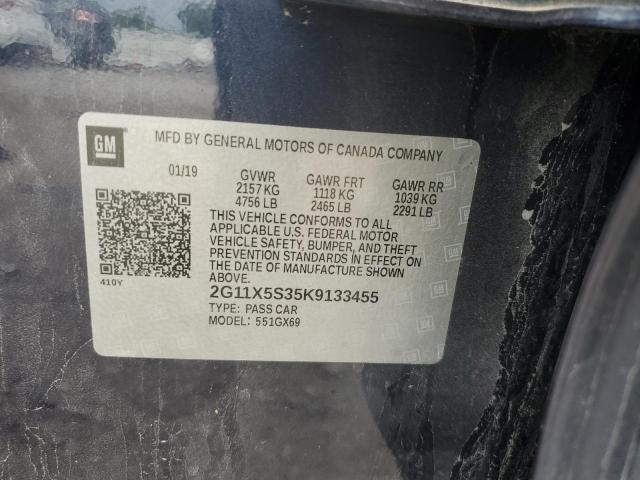 GM
MFD BY GENERAL MOTORS OF CANADA COMPANY
01/19 GVWR GAWR FRT GAWR RR
2157 KG 1118 KG 1039 KG
4756 LB 2465 LB 2291 LB
THIS VEHICLE CONFORMS TO ALL
APPLICABLE U.S. FEDERAL MOTOR
VEHICLE SAFETY, BUMPER, AND THEFT
PREVENTION STANDARDS IN EFFECT ON
THE DATE OF MANUFACTURE SHOWN
ABOVE.
410Y
2G11X5S35K9133455
TYPE: PASS CAR
MODEL: 551GX69